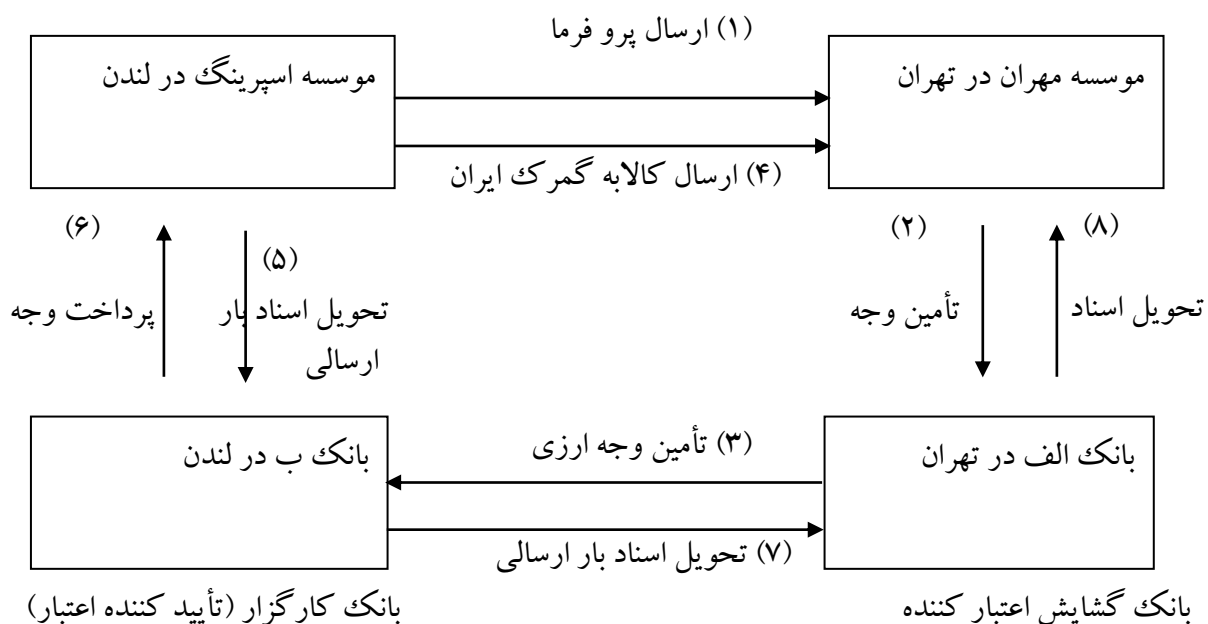 (۱) ارسال پرو فرما
موسسه مهران در تهران
موسسه اسپرینگ در لندن
(۴) ارسال کالابه گمرک ایران
(۸)
(۲)
(۵)
(۶)
تحویل اسناد
تأمین وجه
تحویل اسناد بار
ارسالی
پرداخت وجه
(۳) تأمین وجه ارزی
بانک الف در تهران
بانک ب در لندن
(۷) تحویل اسناد بار ارسالی
بانک گشایش اعتبار کننده
بانک کارگزار (تأیید کننده اعتبار)